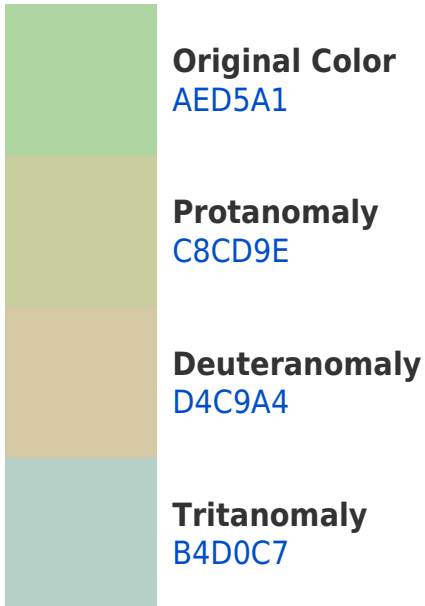 Original Color
AED5A1
Protanomaly
C8CD9E
Deuteranomaly
D4C9A4
Tritanomaly
B4D0C7